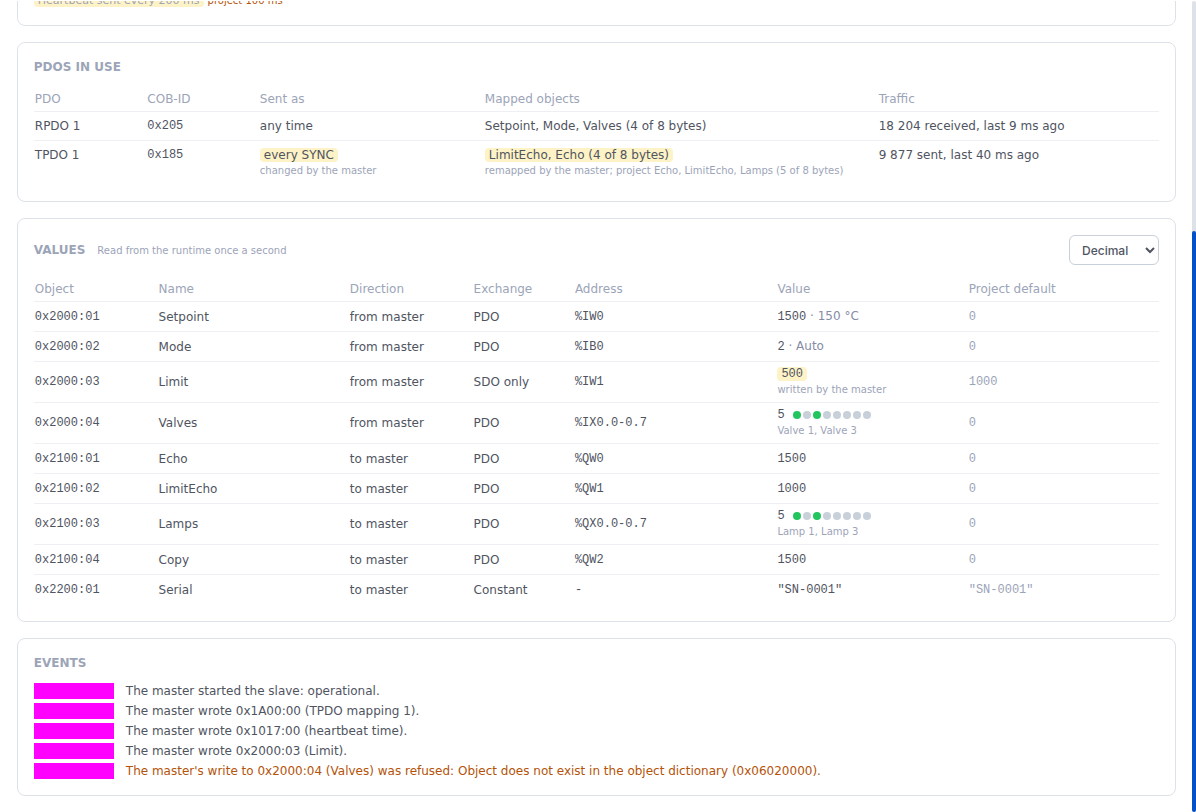 Heartbeat sent every 200 ms project 100 ms
PDOS IN USE
PDO COB-ID Sent as Mapped objects Traffic
RPDO 1 0x205 any time Setpoint, Mode, Valves (4 of 8 bytes) 18 204 received, last 9 ms ago
TPDO 1 0x185 every SYNC LimitEcho, Echo (4 of 8 bytes) 9 877 sent, last 40 ms ago
changed by the master remapped by the master; project Echo, LimitEcho, Lamps (5 of 8 bytes)
VALUES Read from the runtime once a second Decimal
Object Name Direction Exchange Address Value Project default
0x2000:01 Setpoint from master PDO %IW0 1500 · 150 °C 0
0x2000:02 Mode from master PDO %IB0 2 · Auto 0
0x2000:03 Limit from master SDO only %IW1 500 1000
written by the master
0x2000:04 Valves from master PDO %IX0.0-0.7 5 0
Valve 1, Valve 3
0x2100:01 Echo to master PDO %QW0 1500 0
0x2100:02 LimitEcho to master PDO %QW1 1000 0
0x2100:03 Lamps to master PDO %QX0.0-0.7 5 0
Lamp 1, Lamp 3
0x2100:04 Copy to master PDO %QW2 1500 0
0x2200:01 Serial to master Constant - "SN-0001" "SN-0001"
EVENTS
The master started the slave: operational.
The master wrote 0x1A00:00 (TPDO mapping 1).
The master wrote 0x1017:00 (heartbeat time).
The master wrote 0x2000:03 (Limit).
The master's write to 0x2000:04 (Valves) was refused: Object does not exist in the object dictionary (0x06020000).